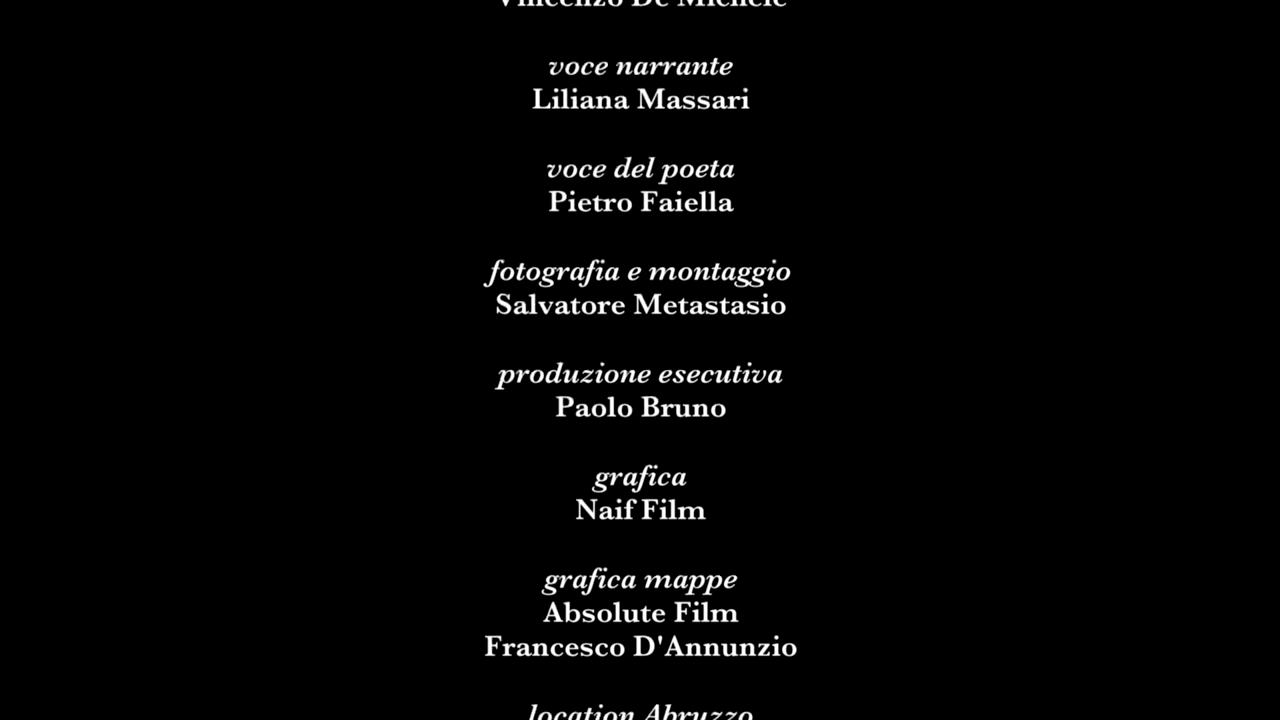 Vincenzo De Michele
voce narrante
Liliana Massari
voce del poeta
Pietro Faiella
fotografia e montaggio
Salvatore Metastasio
produzione esecutiva
Paolo Bruno
grafica
Naif Film
grafica mappe
Absolute Film
Francesco D'Annunzio
location Abruzzo